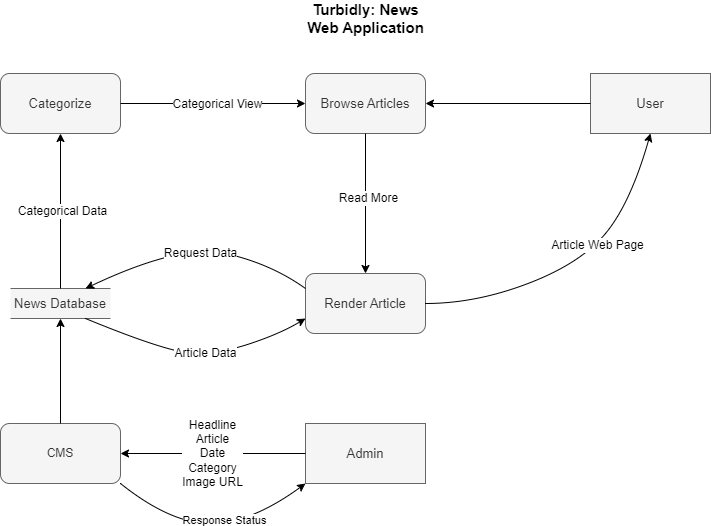 Turbidly: News
Web Application
Categorize
Categorical View
Browse Articles
User
Categorical Data
Read More
Request Data
Article Web Page
News Database
Render Article
Article Data
CMS
Headline
Article
Date
Category
Image URL
Admin
Response Status